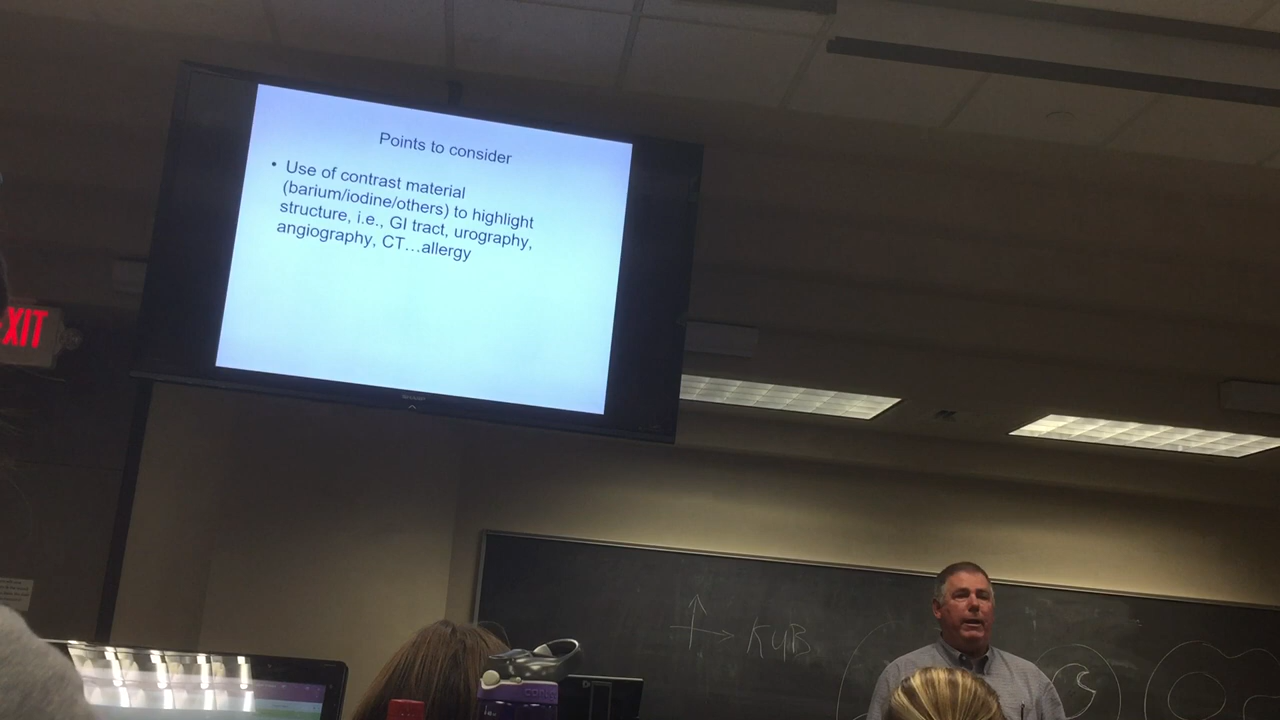 Points to consider
• Use of contrast material
(barium/iodine/others) to highlight
structure, i.e., GI tract, urography,
angiography, CT...allergy
XIT
SHARP
KUB